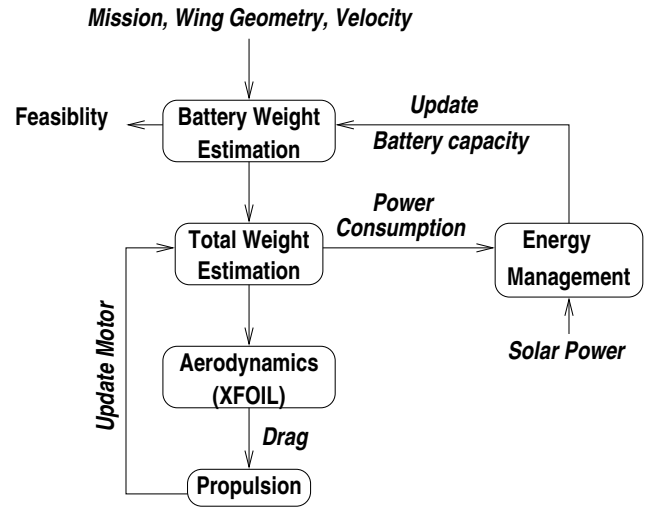 Mission, Wing Geometry, Velocity
Feasiblity
Battery Weight
Estimation
Update
Battery capacity
Power
Consumption
Total Weight
Estimation
Energy
Management
Solar Power
Update Motor
Aerodynamics
(XFOIL)
Drag
Propulsion